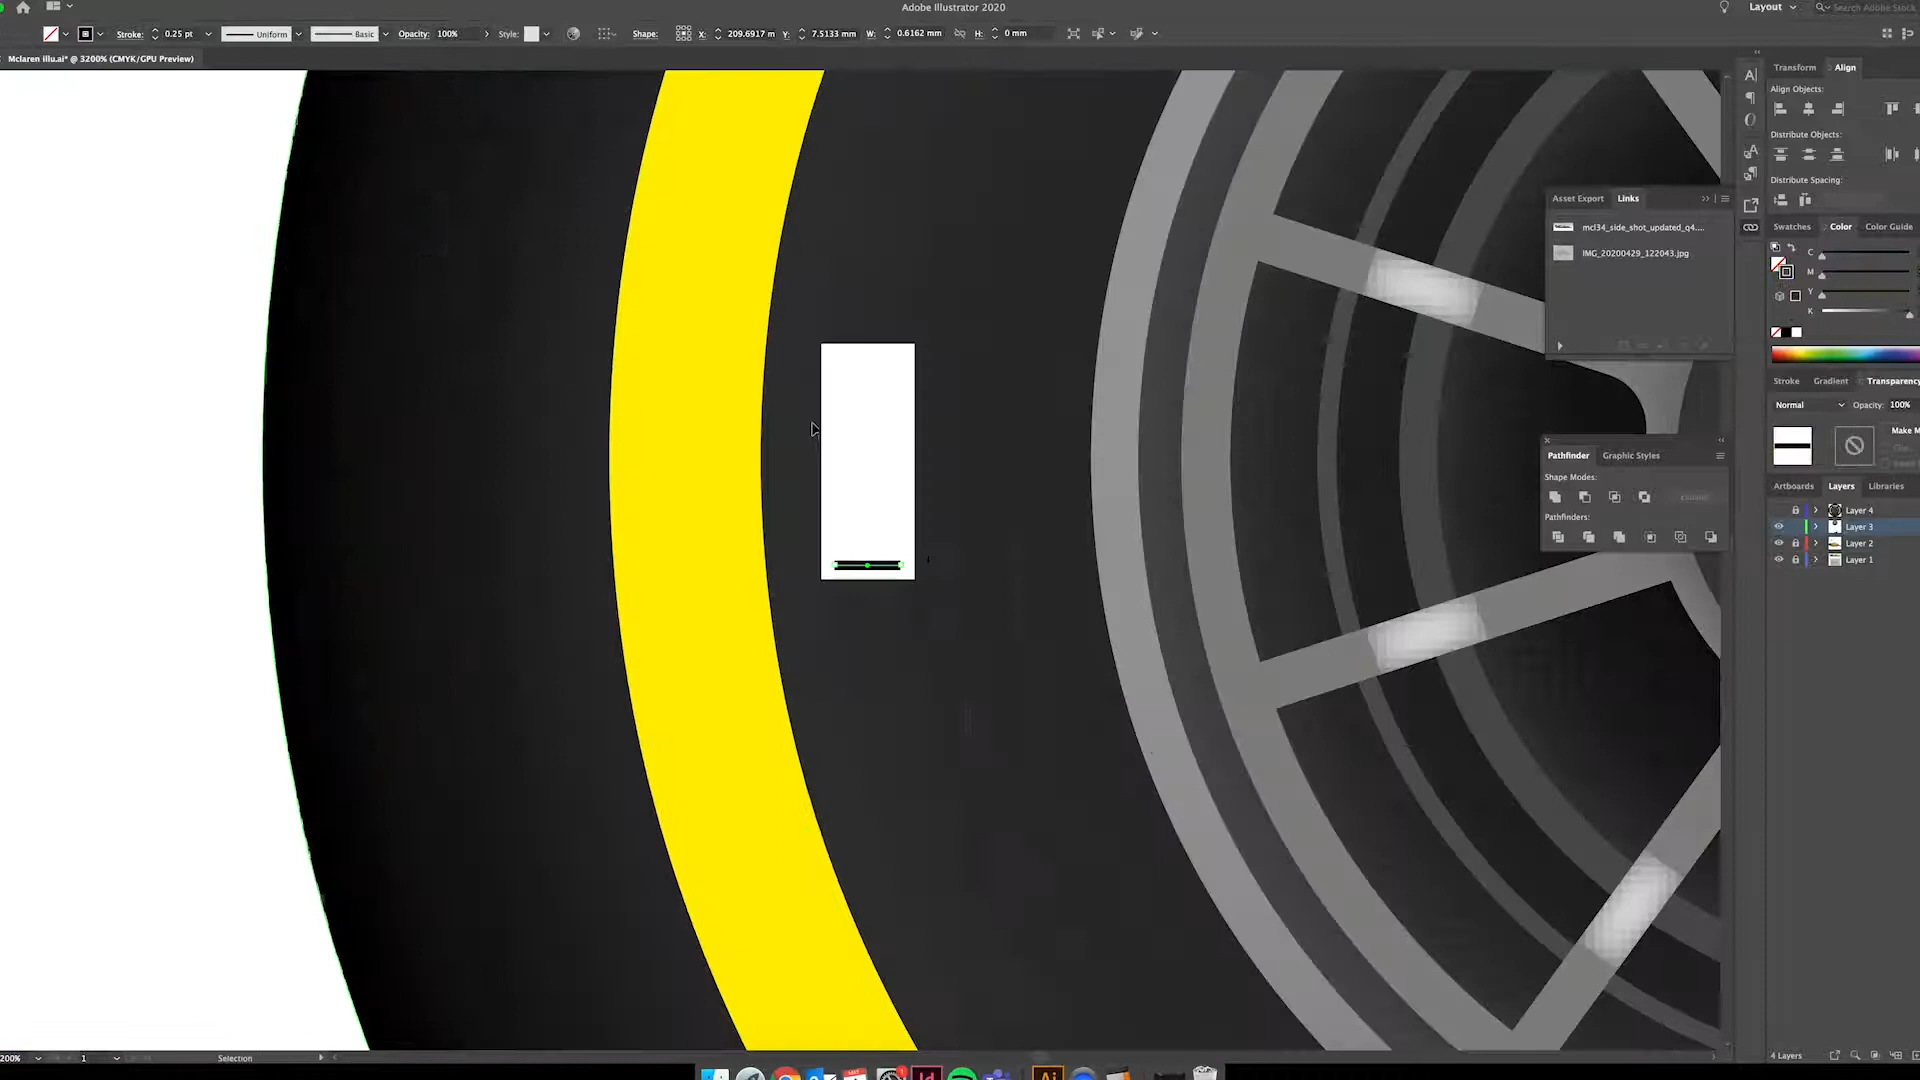 Adobe Illustrator 2020
Layout
Search Adobe Stock
Stroke: 0.25 pt Uniform Basic Opacity: 100% Style: Shape: X: 209.6917 m Y: 7.5133 mm W: 0.6162 mm H: 0 mm
Mclaren illu.ai* @ 3200% (CMYK/GPU Preview)
Transform Align
Align Objects:
Distribute Objects:
Distribute Spacing:
Asset Export Links
mcl34_side_shot_updated_q4....
IMG_20200429_122043.jpg
Swatches Color Color Guide
C
M
Y
K
Stroke Gradient Transparency
Normal Opacity: 100%
Make M
Pathfinder Graphic Styles
Shape Modes:
Expand
Pathfinders:
Artboards Layers Libraries
Layer 4
Layer 3
Layer 2
Layer 1
200% 1 Selection
4 Layers
Id
Ai